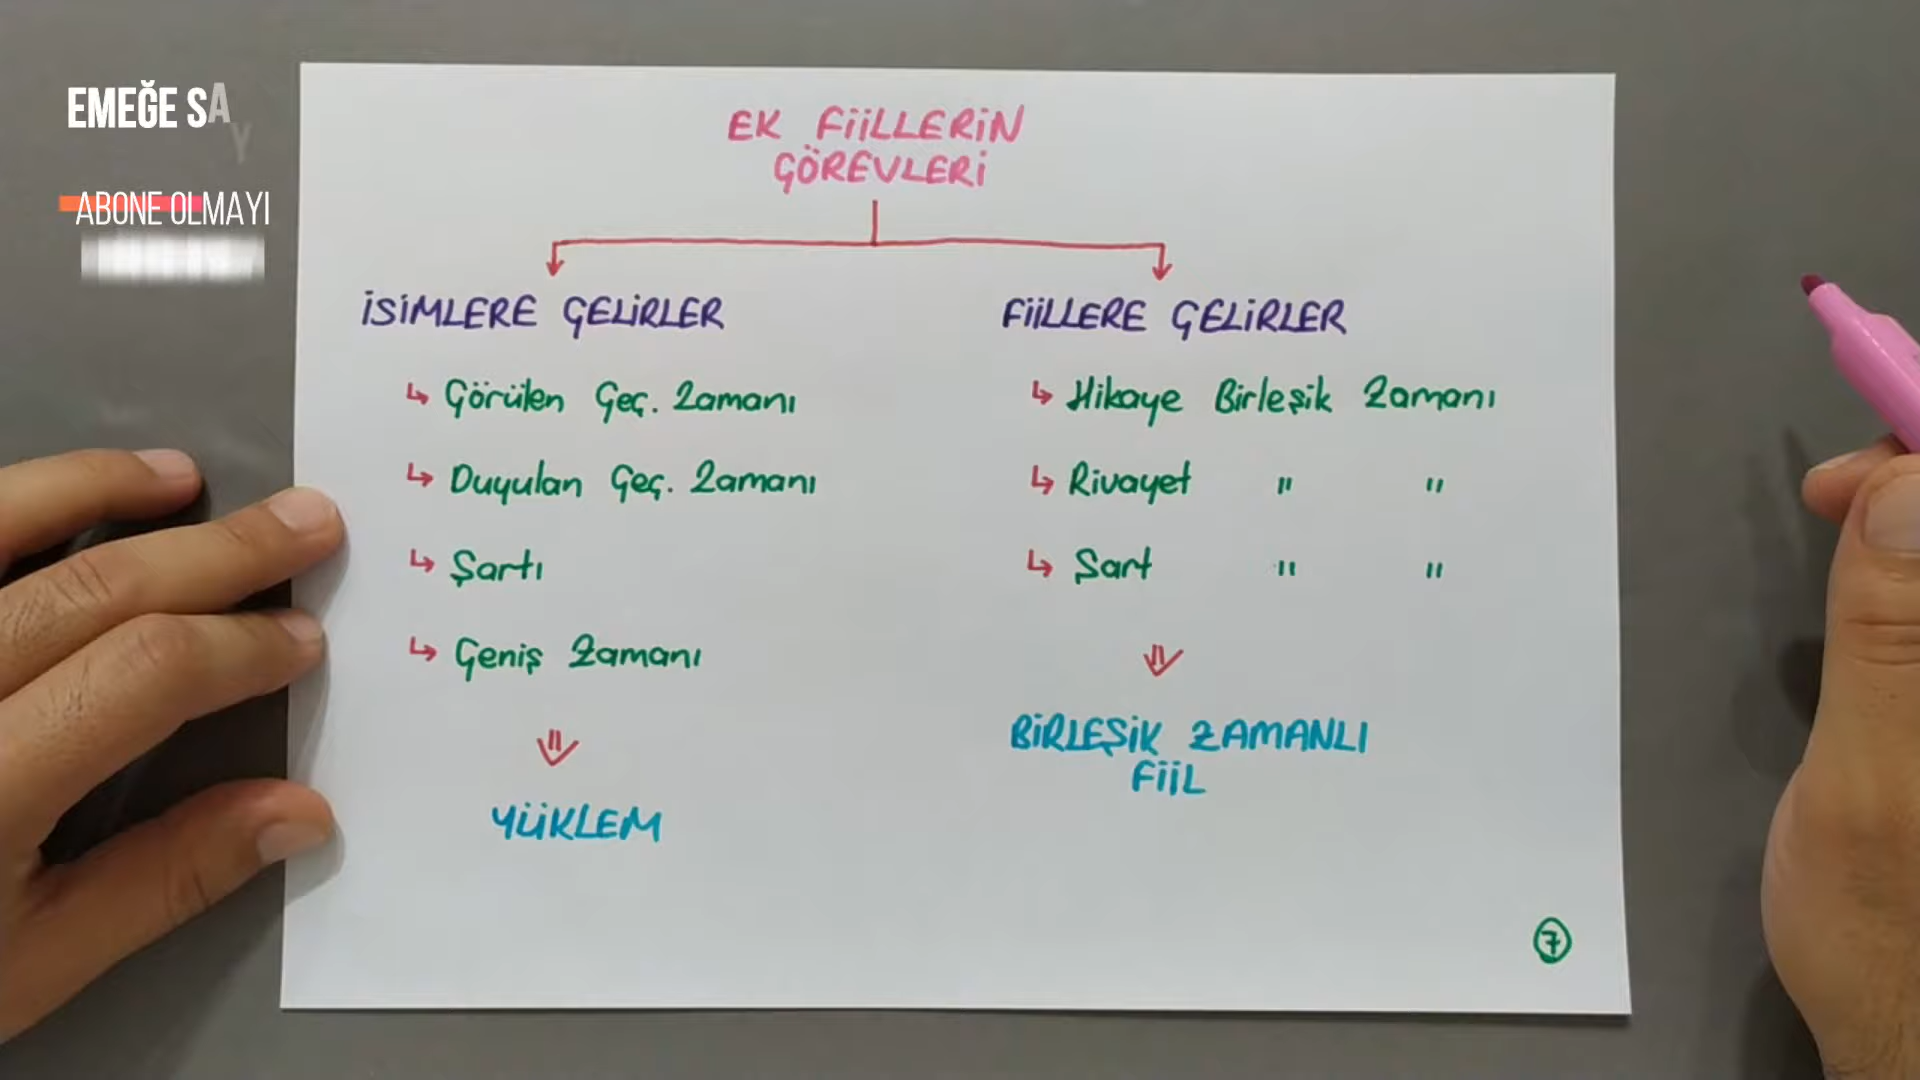 EMEĞE SAY
ABONE OLMAYI
EK FİİLLERİN
GÖREVLERİ
İSİMLERE GELİRLER
↳ Görülen Geç. Zamanı
↳ Duyulan Geç. Zamanı
↳ Şartı
↳ Geniş Zamanı
YÜKLEM
FİİLLERE GELİRLER
↳ Hikaye Birleşik Zamanı
↳ Rivayet " "
↳ Şart " "
BİRLEŞİK ZAMANLI
FİİL
7